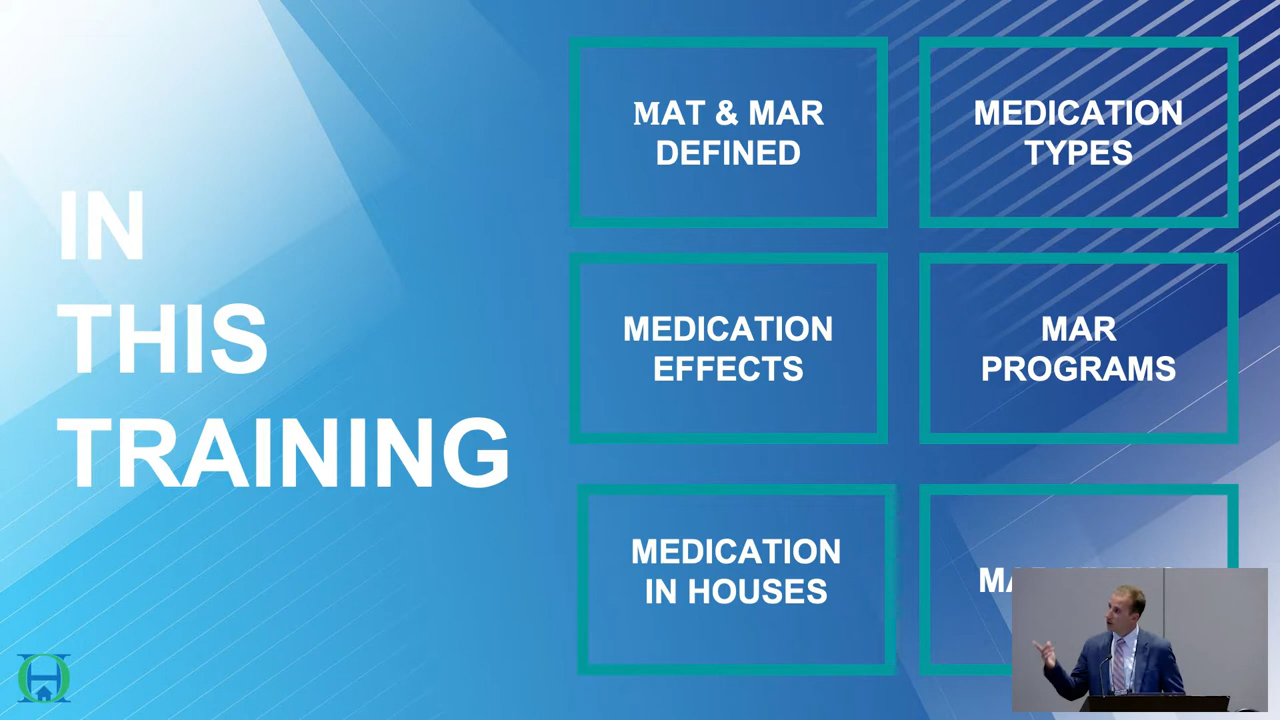 IN
THIS
TRAINING
MAT & MAR
DEFINED
MEDICATION
TYPES
MEDICATION
EFFECTS
MAR
PROGRAMS
MEDICATION
IN HOUSES